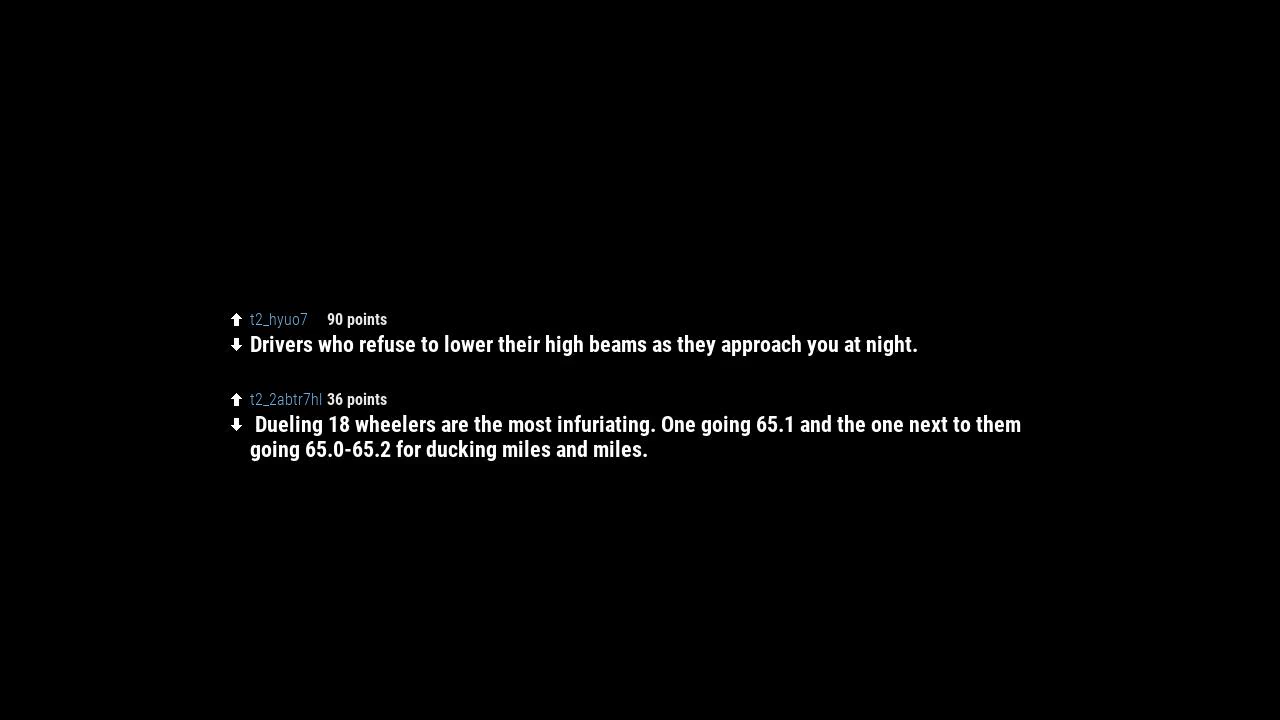 t2_hyuo7 90 points
Drivers who refuse to lower their high beams as they approach you at night.
t2_2abtr7hl 36 points
Dueling 18 wheelers are the most infuriating. One going 65.1 and the one next to them
going 65.0-65.2 for ducking miles and miles.